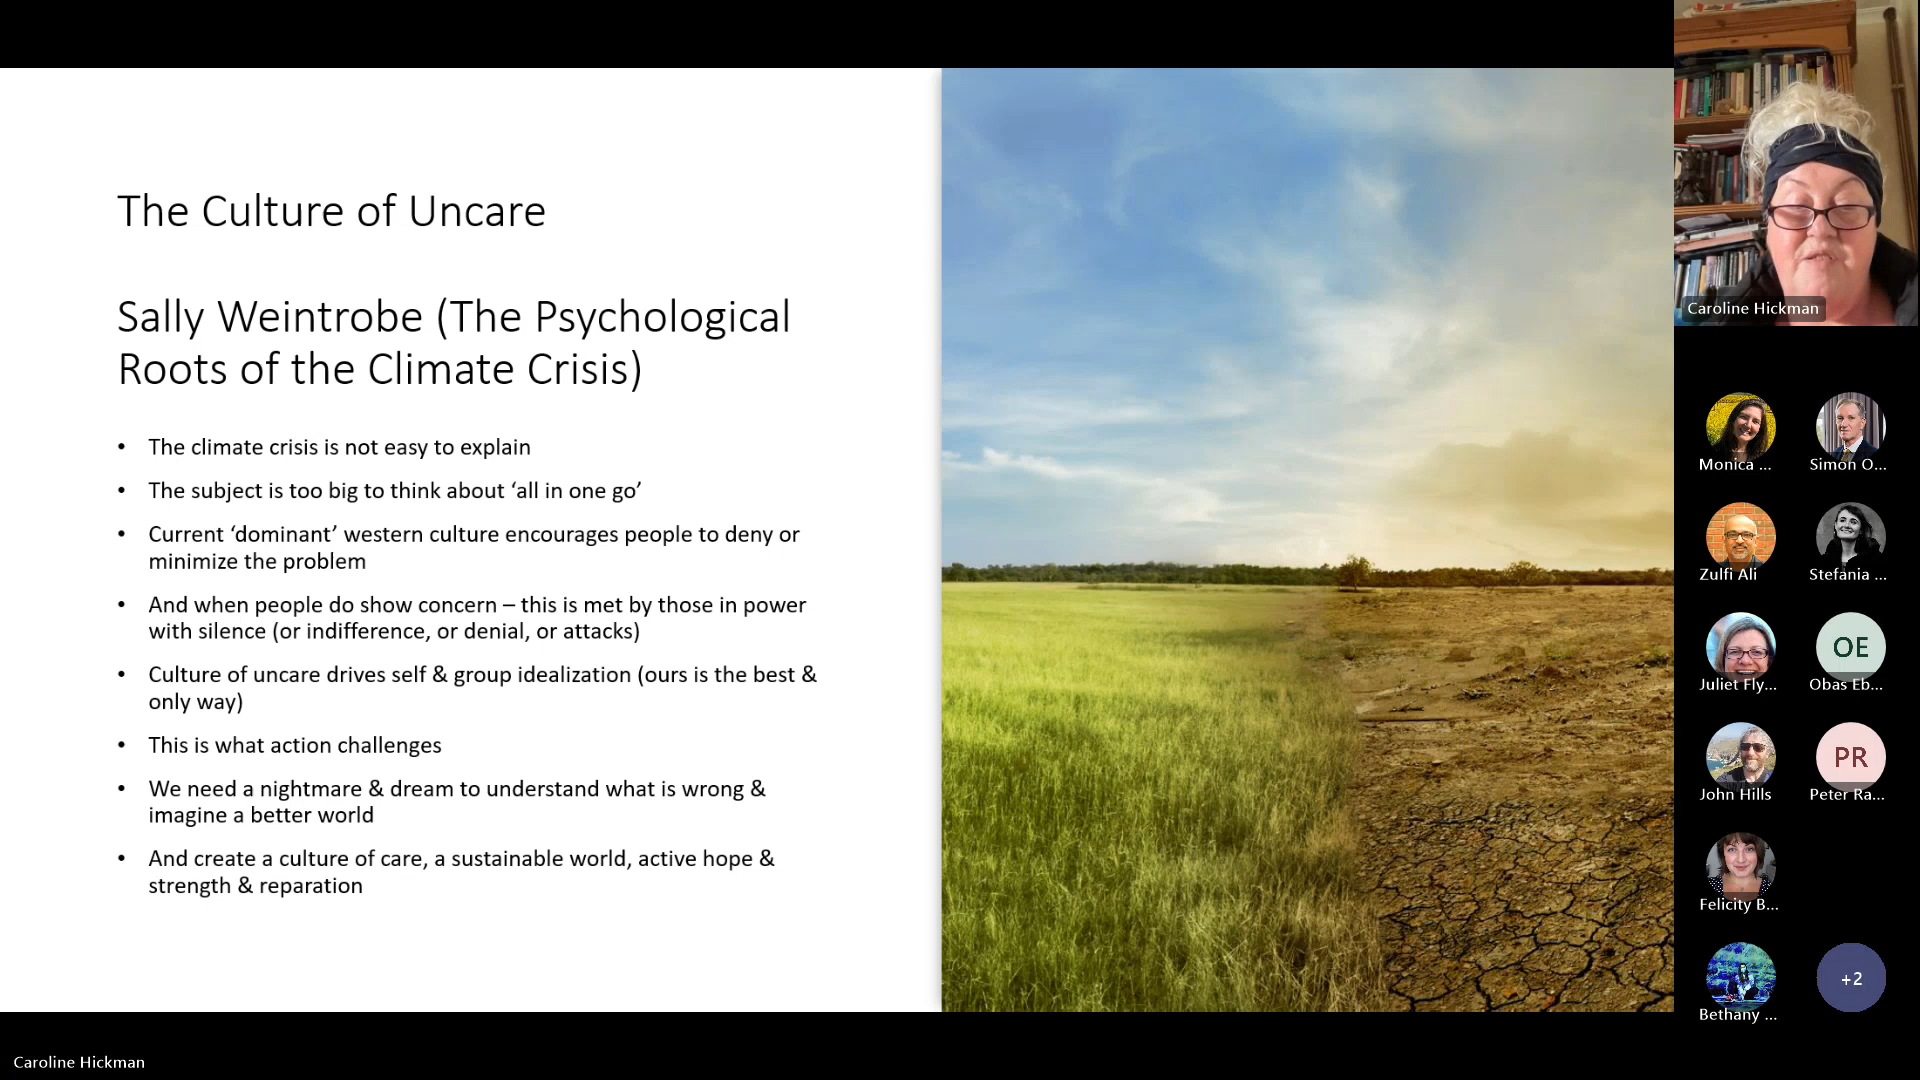 The Culture of Uncare
Sally Weintrobe (The Psychological
Roots of the Climate Crisis)
• The climate crisis is not easy to explain
• The subject is too big to think about ‘all in one go’
• Current ‘dominant’ western culture encourages people to deny or
minimize the problem
• And when people do show concern – this is met by those in power
with silence (or indifference, or denial, or attacks)
• Culture of uncare drives self & group idealization (ours is the best &
only way)
• This is what action challenges
• We need a nightmare & dream to understand what is wrong &
imagine a better world
• And create a culture of care, a sustainable world, active hope &
strength & reparation
Caroline Hickman
Monica ...
Simon O...
Zulfi Ali
Stefania ...
Juliet Fly...
OE
Obas Eb...
John Hills
PR
Peter Ra...
Felicity B...
Bethany ...
+2
Caroline Hickman